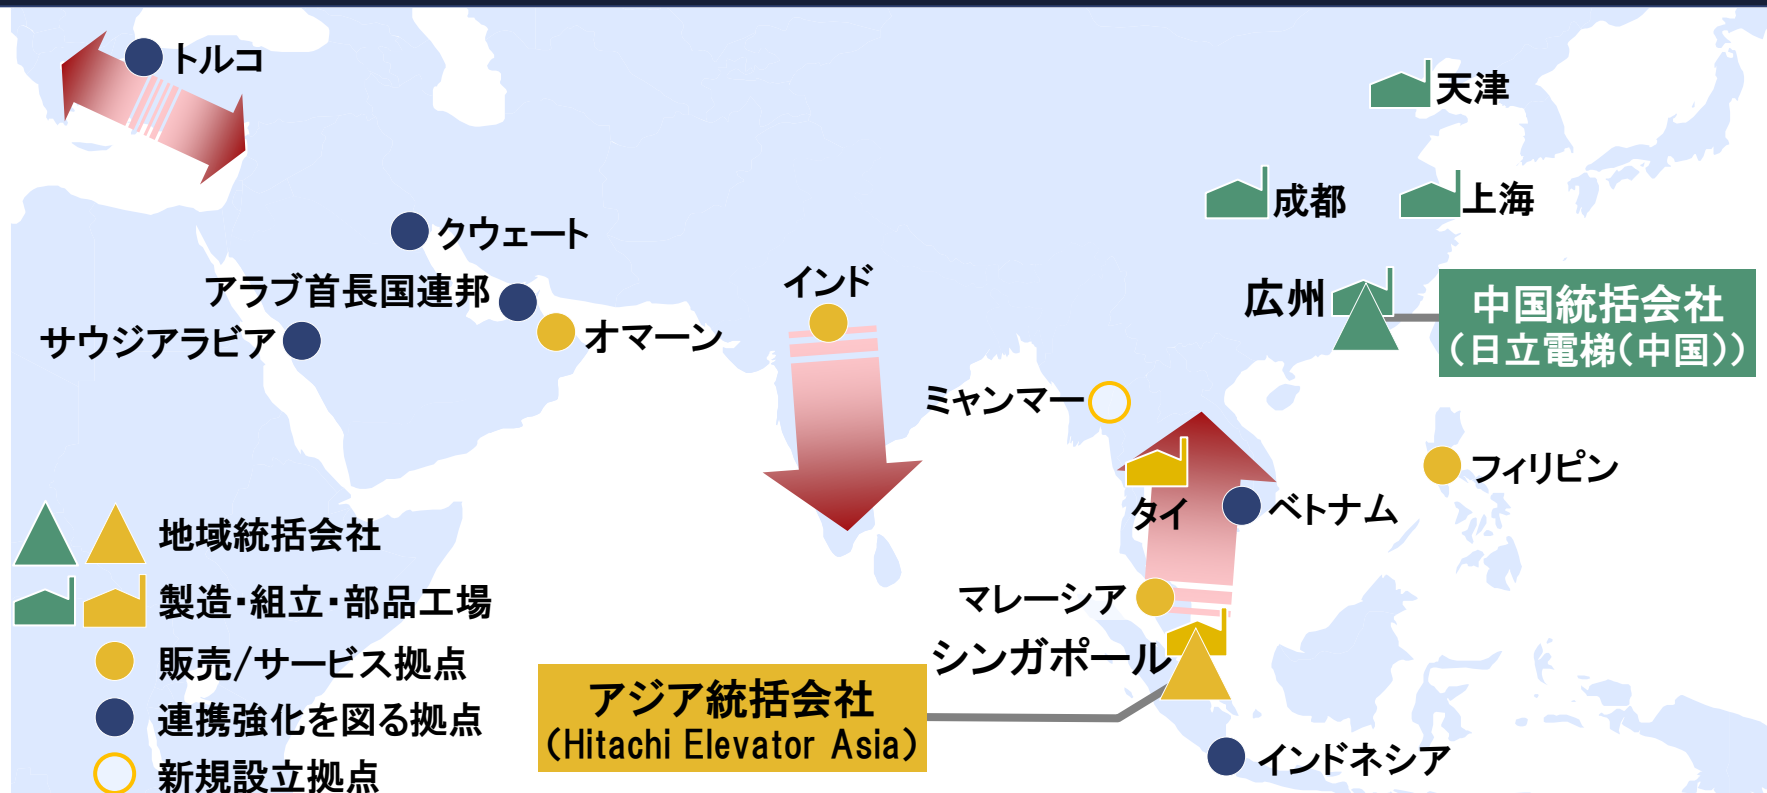 トルコ
天津
成都
上海
クウェート
アラブ首長国連邦
サウジアラビア
オマーン
インド
広州
中国統括会社
（日立電梯（中国））
ミャンマー
フィリピン
タイ
ベトナム
マレーシア
シンガポール
アジア統括会社
（Hitachi Elevator Asia）
インドネシア
地域統括会社
製造・組立・部品工場
販売/サービス拠点
連携強化を図る拠点
新規設立拠点